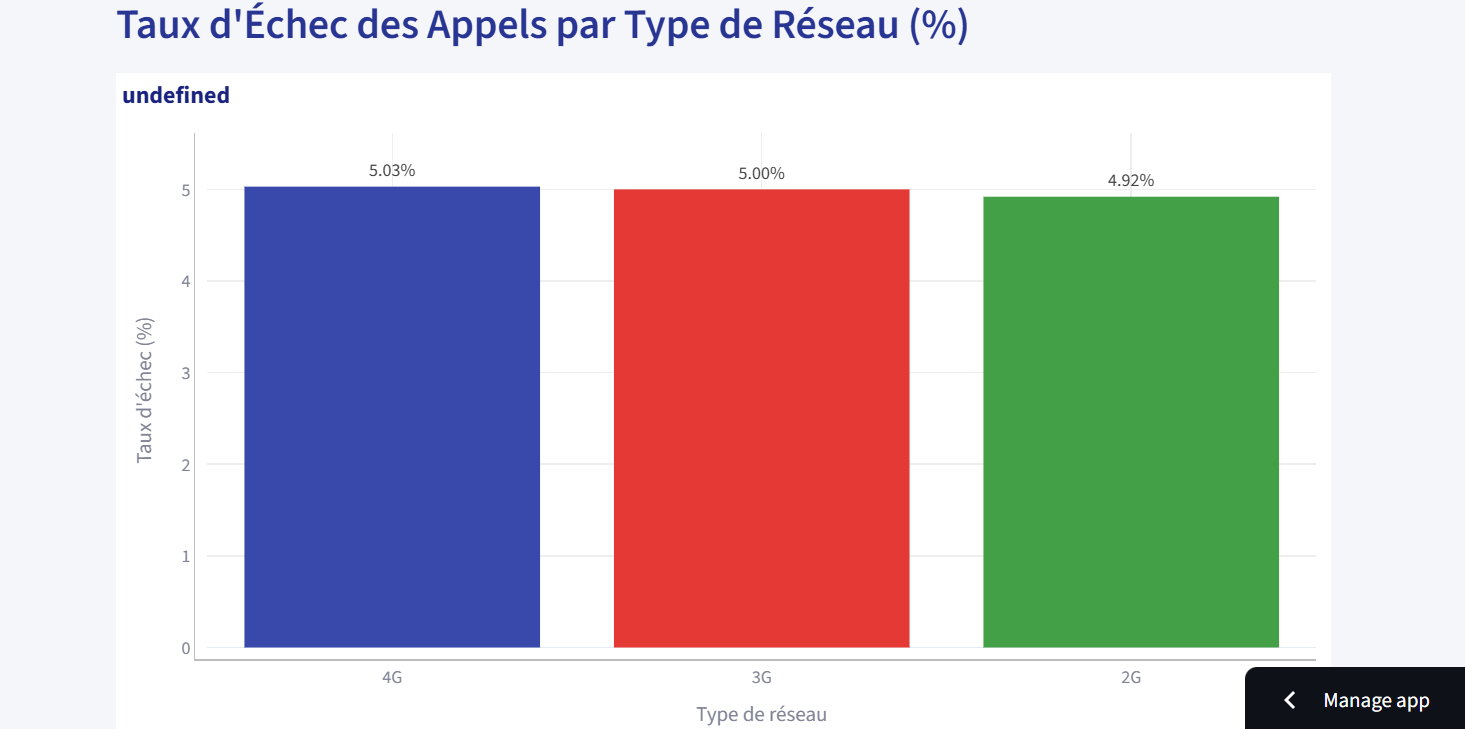 Taux d'Échec des Appels par Type de Réseau (%)
undefined
5.03%
5.00%
4.92%
5
4
3
2
1
0
Taux d'échec (%)
4G
3G
2G
Type de réseau
Manage app